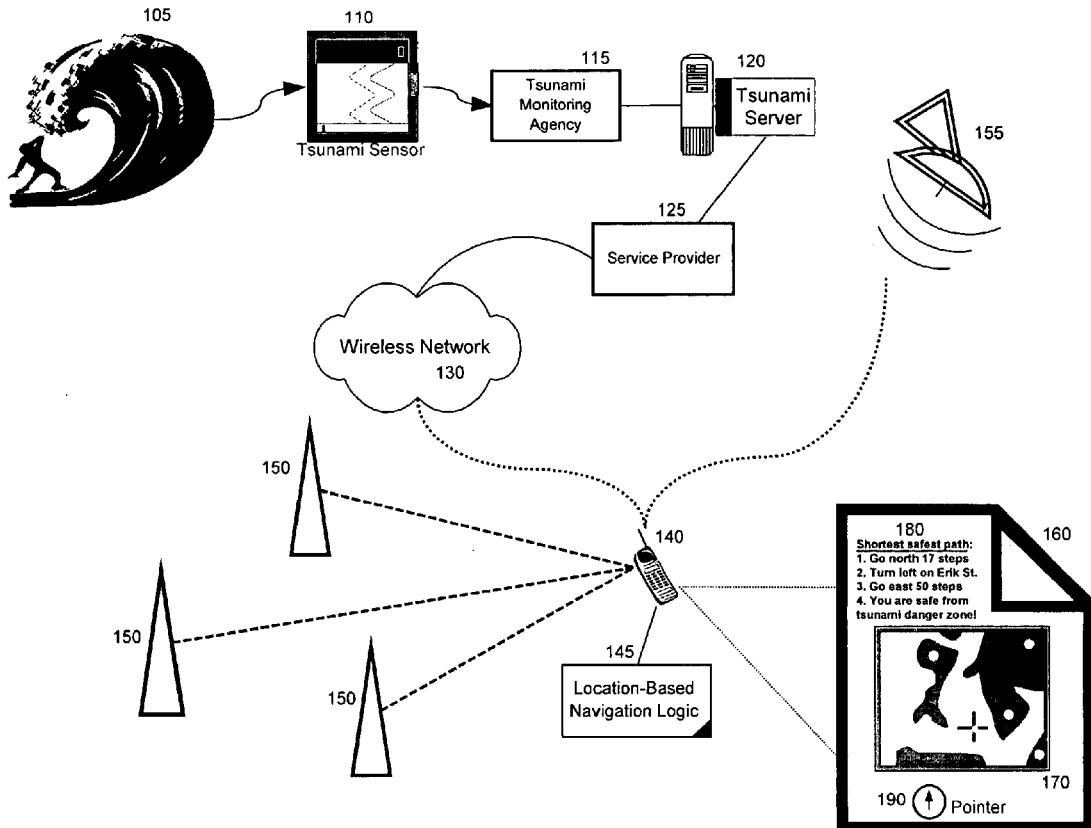 105
110
115
120
155
Tsunami
Monitoring
Agency
Tsunami
Server
Tsunami Sensor
125
Service Provider
Wireless Network
130
150
140
180
160
Shortest safest path:
1. Go north 17 steps
2. Turn left on Erik St.
3. Go east 50 steps
4. You are safe from
tsunami danger zone!
150
150
145
Location-Based
Navigation Logic
170
190
Pointer